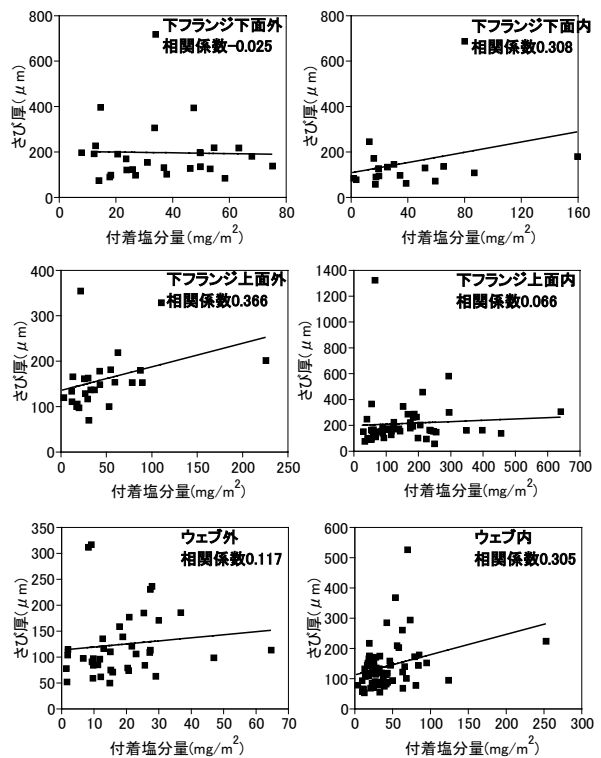 下フランジ下面外
相関係数-0.025
800
600
400
200
0
さび厚(μm)
0 20 40 60 80
付着塩分量(mg/m²)
下フランジ下面内
相関係数0.308
800
600
400
200
0
さび厚(μm)
0 40 80 120 160
付着塩分量(mg/m²)
下フランジ上面外
相関係数0.366
400
300
200
100
0
さび厚(μm)
0 50 100 150 200 250
付着塩分量(mg/m²)
下フランジ上面内
相関係数0.066
1400
1200
1000
800
600
400
200
0
さび厚(μm)
0 100 200 300 400 500 600 700
付着塩分量(mg/m²)
ウェブ外
相関係数0.117
350
300
250
200
150
100
50
0
さび厚(μm)
0 10 20 30 40 50 60 70
付着塩分量(mg/m²)
ウェブ内
相関係数0.305
600
500
400
300
200
100
0
さび厚(μm)
0 50 100 150 200 250 300
付着塩分量(mg/m²)